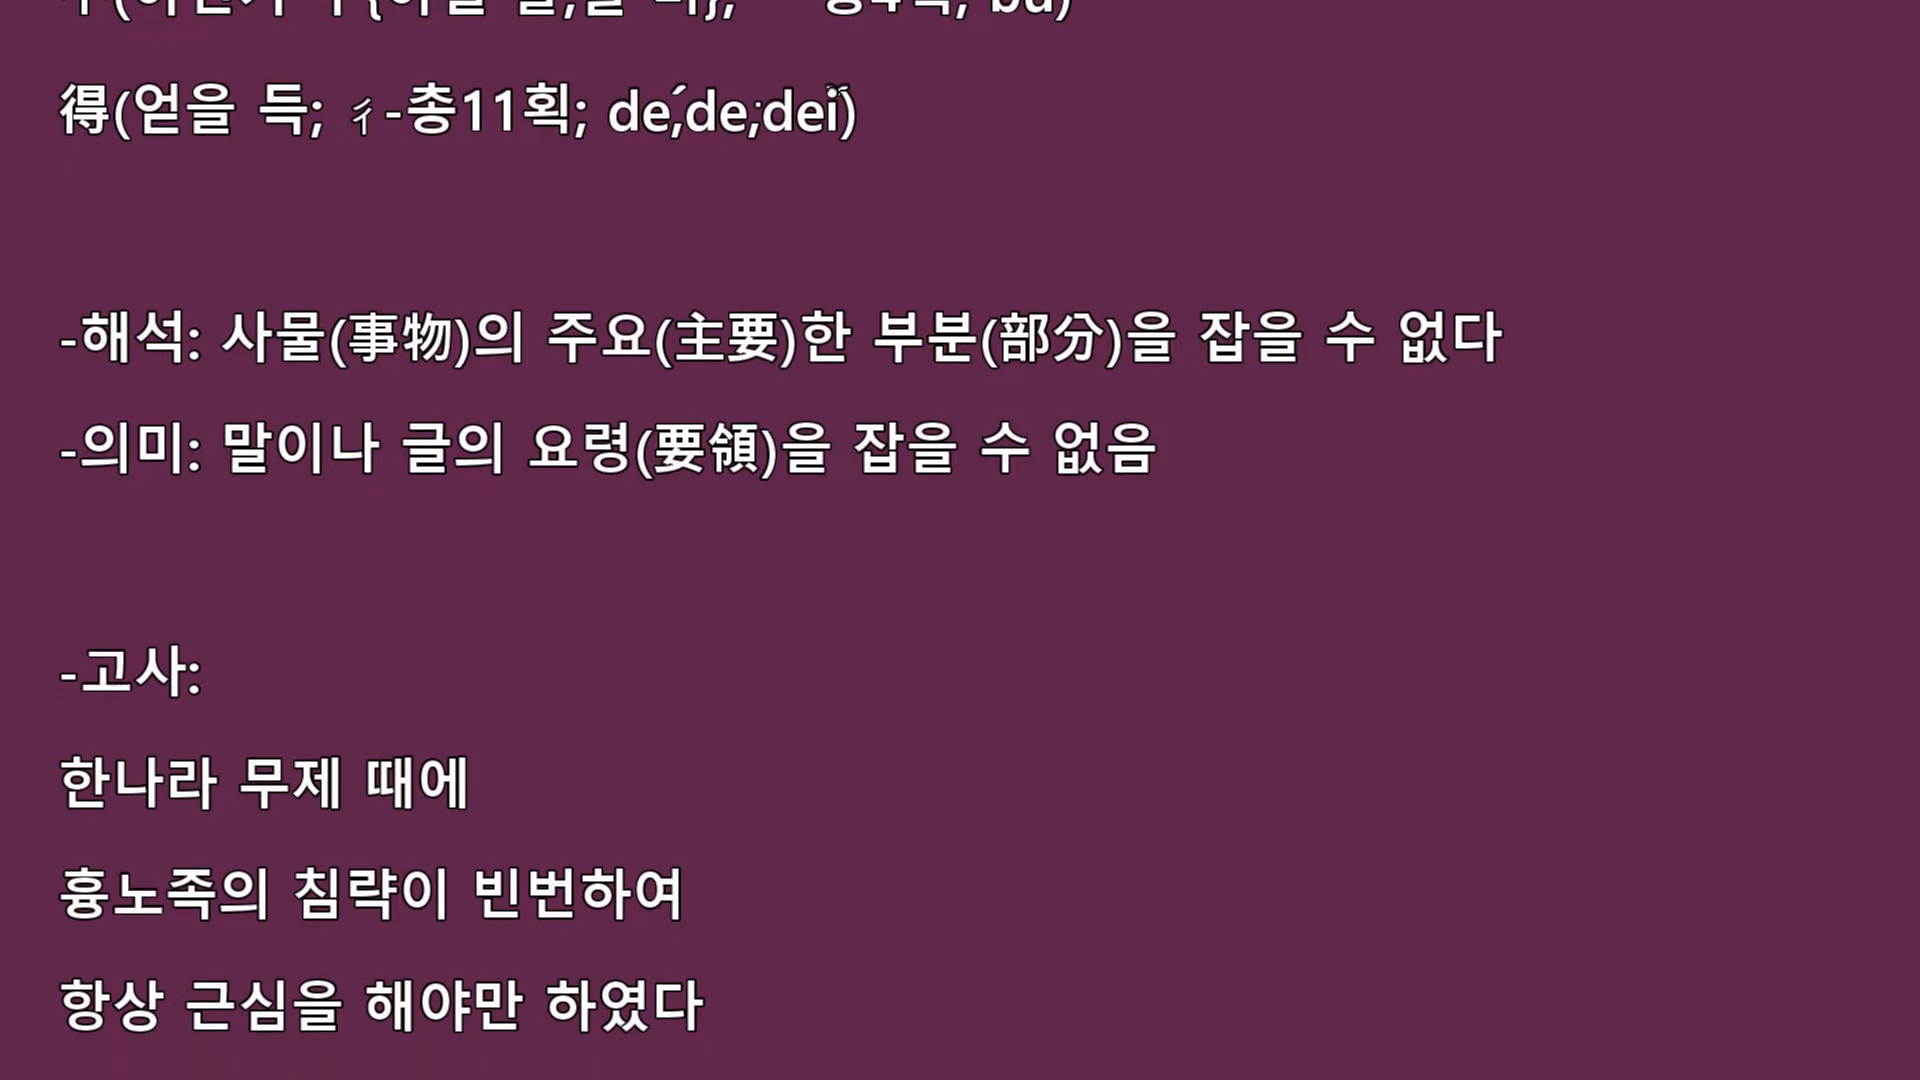 得(얻을 득; 彳-총11획; dé,de,děi)
-해석: 사물(事物)의 주요(主要)한 부분(部分)을 잡을 수 없다
-의미: 말이나 글의 요령(要領)을 잡을 수 없음
-고사:
한나라 무제 때에
흉노족의 침략이 빈번하여
항상 근심을 해야만 하였다